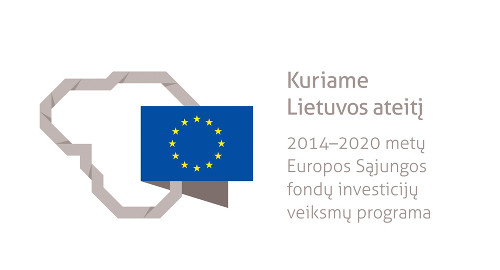 Kuriame
Lietuvos ateitį
2014–2020 metų
Europos Sąjungos
fondų investicijų
veiksmų programa